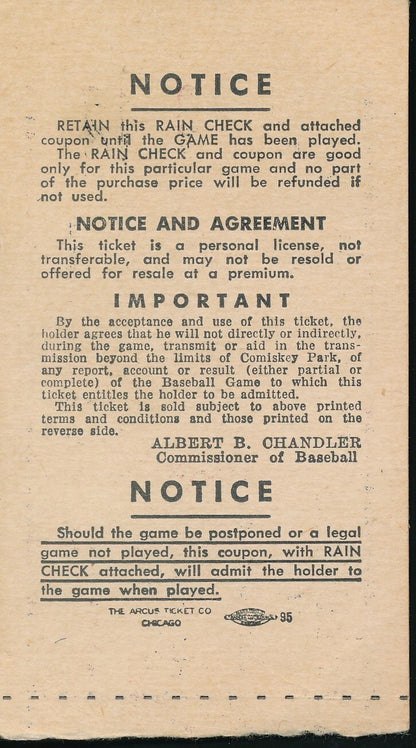 NOTICE
RETAIN this RAIN CHECK and attached
coupon until the GAME has been played.
The RAIN CHECK and coupon are good
only for this particular game and no part
of the purchase price will be refunded if
not used.
NOTICE AND AGREEMENT
This ticket is a personal license, not
transferable, and may not be resold or
offered for resale at a premium.
IMPORTANT
By the acceptance and use of this ticket, the
holder agrees that he will not directly or indirectly,
during the game, transmit or aid in the trans-
mission beyond the limits of Comiskey Park, of
any report, account or result (either partial or
complete) of the Baseball Game to which this
ticket entitles the holder to be admitted.
This ticket is sold subject to above printed
terms and conditions and those printed on the
reverse side.
ALBERT B. CHANDLER
Commissioner of Baseball
NOTICE
Should the game be postponed or a legal
game not played, this coupon, with RAIN
CHECK attached, will admit the holder to
the game when played.
THE ARCUS TICKET CO
CHICAGO
95